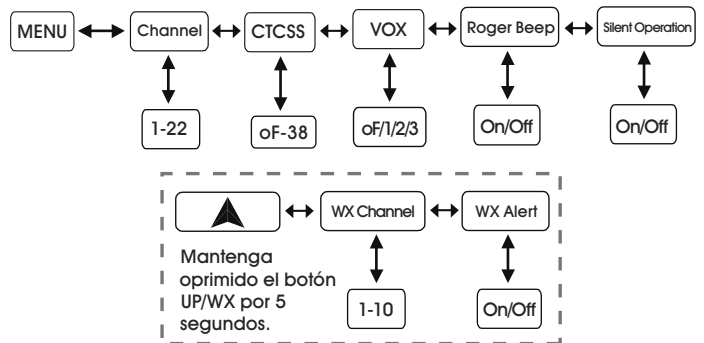 MENU
Channel
CTCSS
VOX
Roger Beep
Silent Operation
1-22
oF-38
oF/1/2/3
On/Off
On/Off
WX Channel
WX Alert
Mantenga
oprimido el botón
UP/WX por 5
segundos.
1-10
On/Off